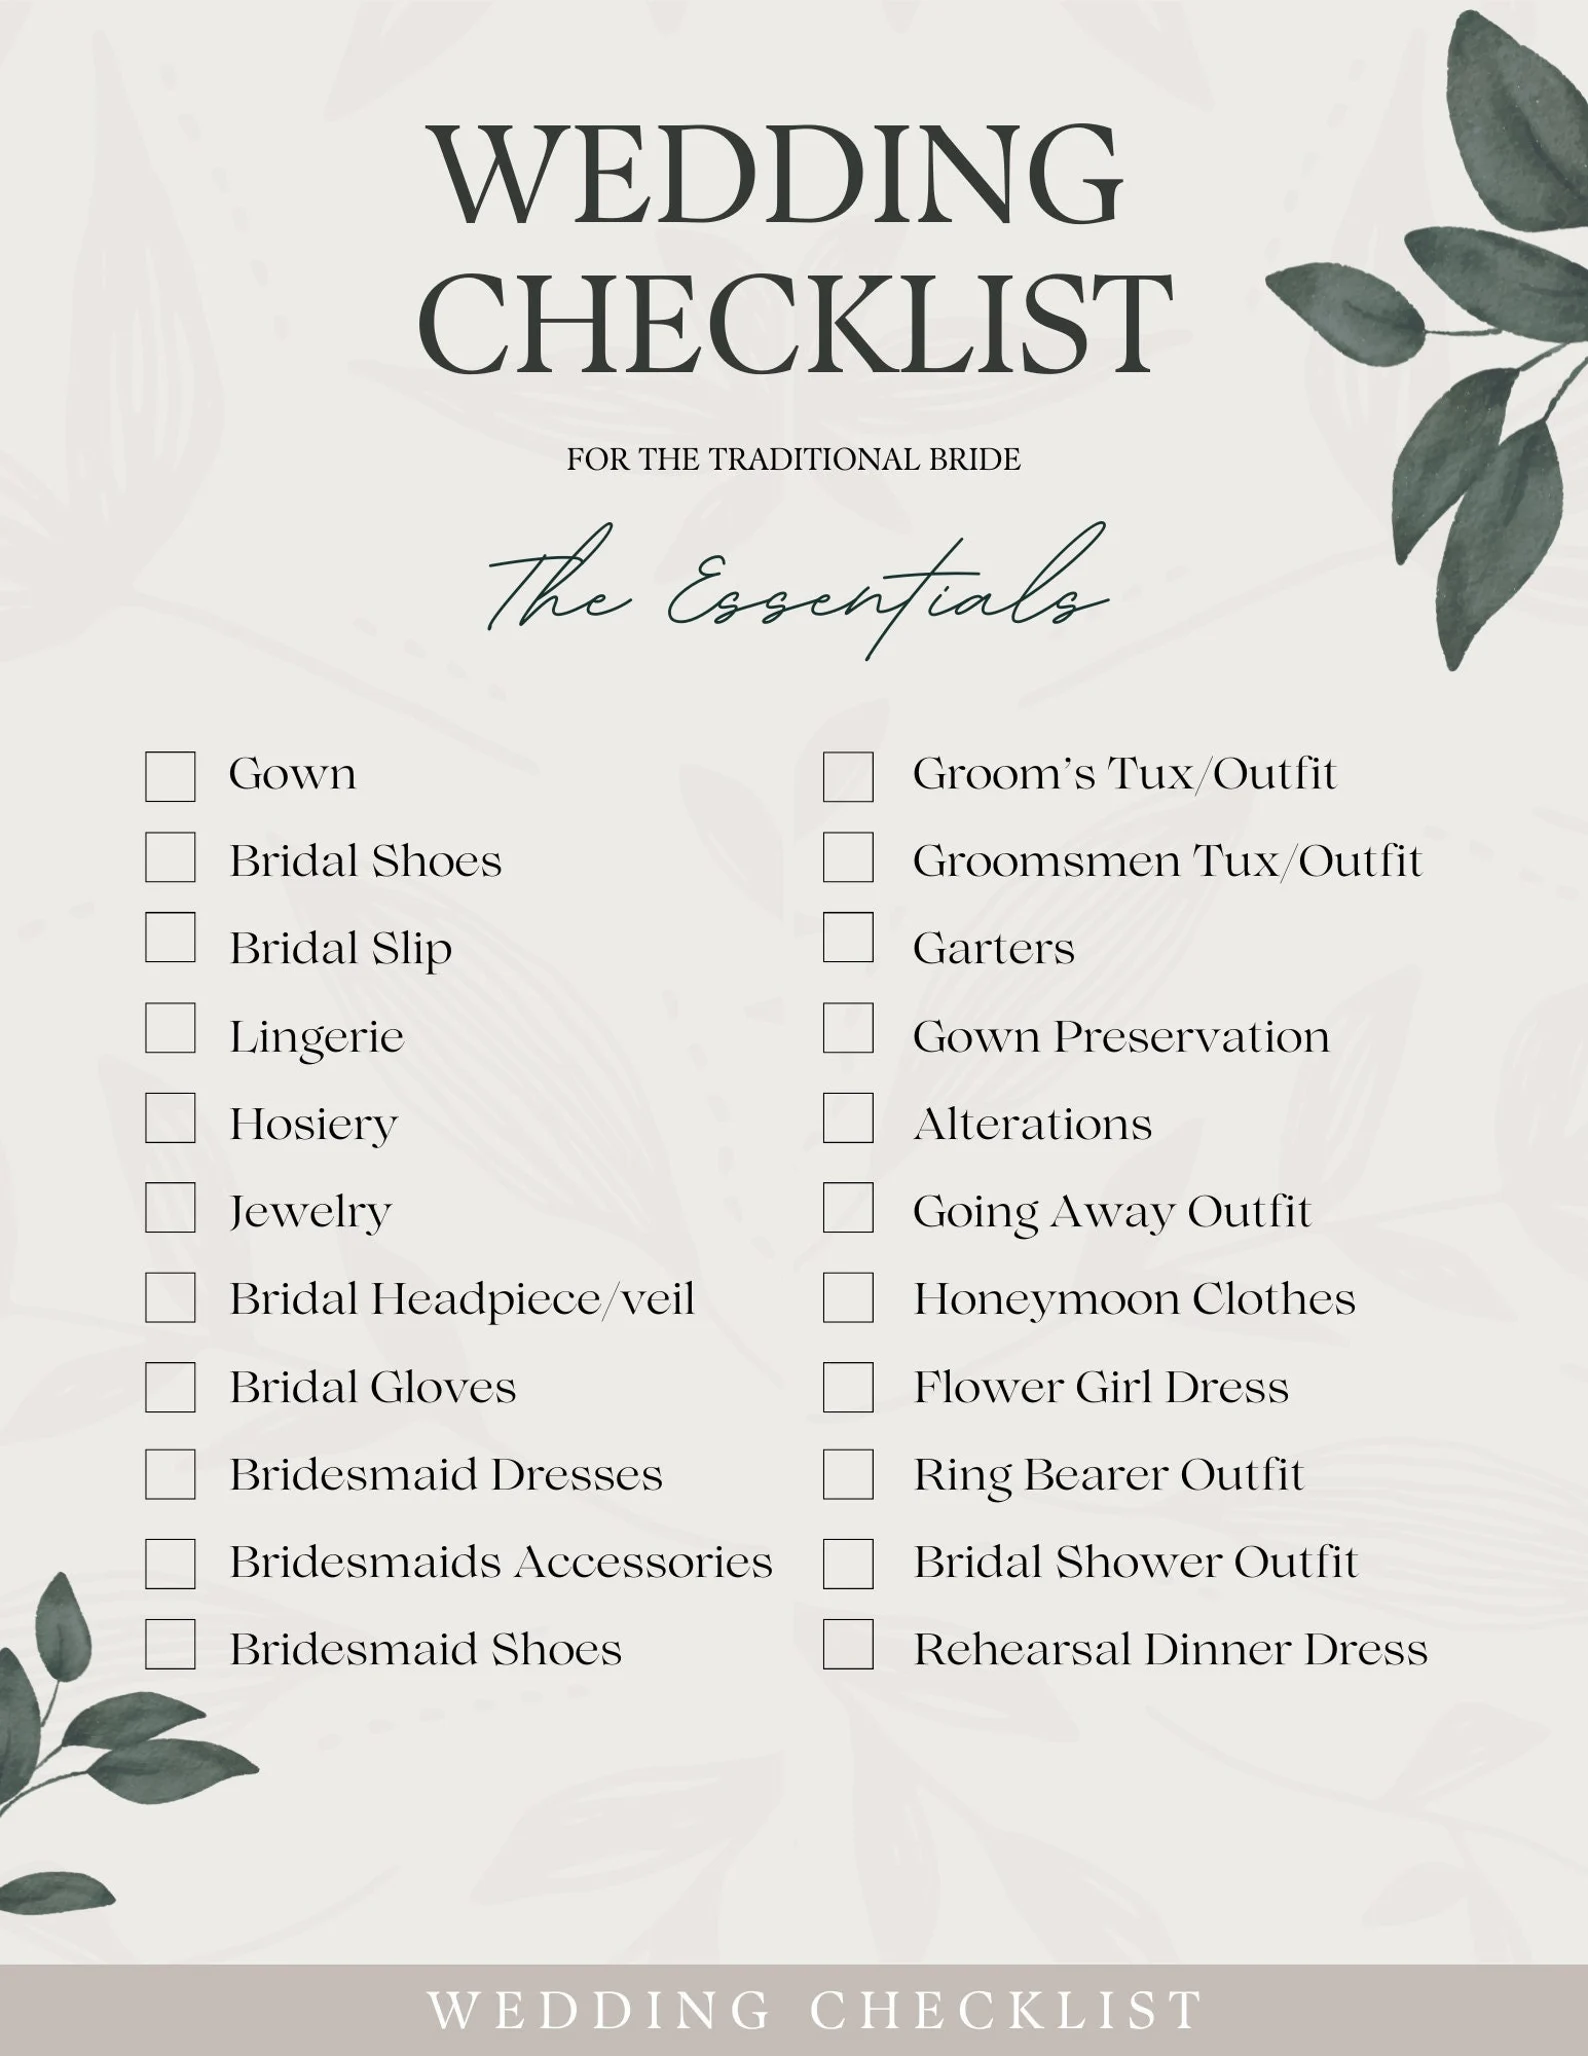 WEDDING
CHECKLIST
FOR THE TRADITIONAL BRIDE
The Essentials
Gown
Bridal Shoes
Bridal Slip
Lingerie
Hosiery
Jewelry
Bridal Headpiece/veil
Bridal Gloves
Bridesmaid Dresses
Bridesmaids Accessories
Bridesmaid Shoes
Groom’s Tux/Outfit
Groomsmen Tux/Outfit
Garters
Gown Preservation
Alterations
Going Away Outfit
Honeymoon Clothes
Flower Girl Dress
Ring Bearer Outfit
Bridal Shower Outfit
Rehearsal Dinner Dress
WEDDING CHECKLIST